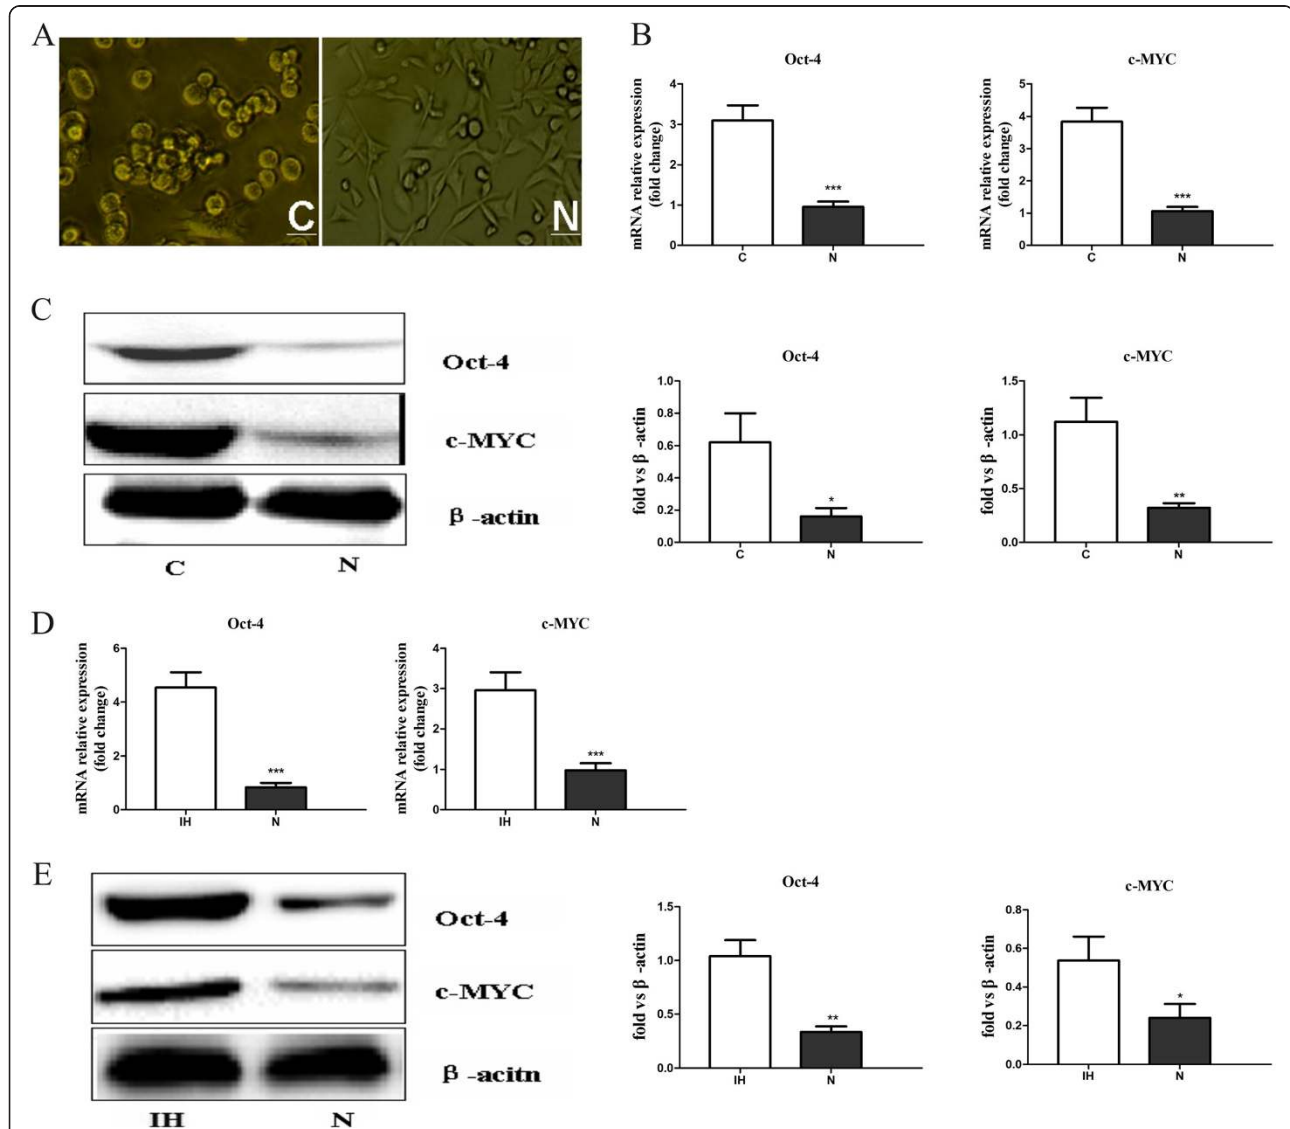 A
C
N
B
Oct-4
mRNA relative expression
(fold change)
4
3
2
1
0
***
C
N
c-MYC
mRNA relative expression
(fold change)
5
4
3
2
1
0
***
C
N
C
Oct-4
c-MYC
β-actin
C
N
Oct-4
fold vs β-actin
1.0
0.8
0.6
0.4
0.2
0.0
*
C
N
c-MYC
fold vs β-actin
1.5
1.0
0.5
0.0
**
C
N
D
Oct-4
mRNA relative expression
(fold change)
6
4
2
0
***
IH
N
c-MYC
mRNA relative expression
(fold change)
4
3
2
1
0
***
IH
N
E
Oct-4
c-MYC
β-acitn
IH
N
Oct-4
fold vs β-actin
1.5
1.0
0.5
0.0
**
IH
N
c-MYC
fold vs β-actin
0.8
0.6
0.4
0.2
0.0
*
IH
N